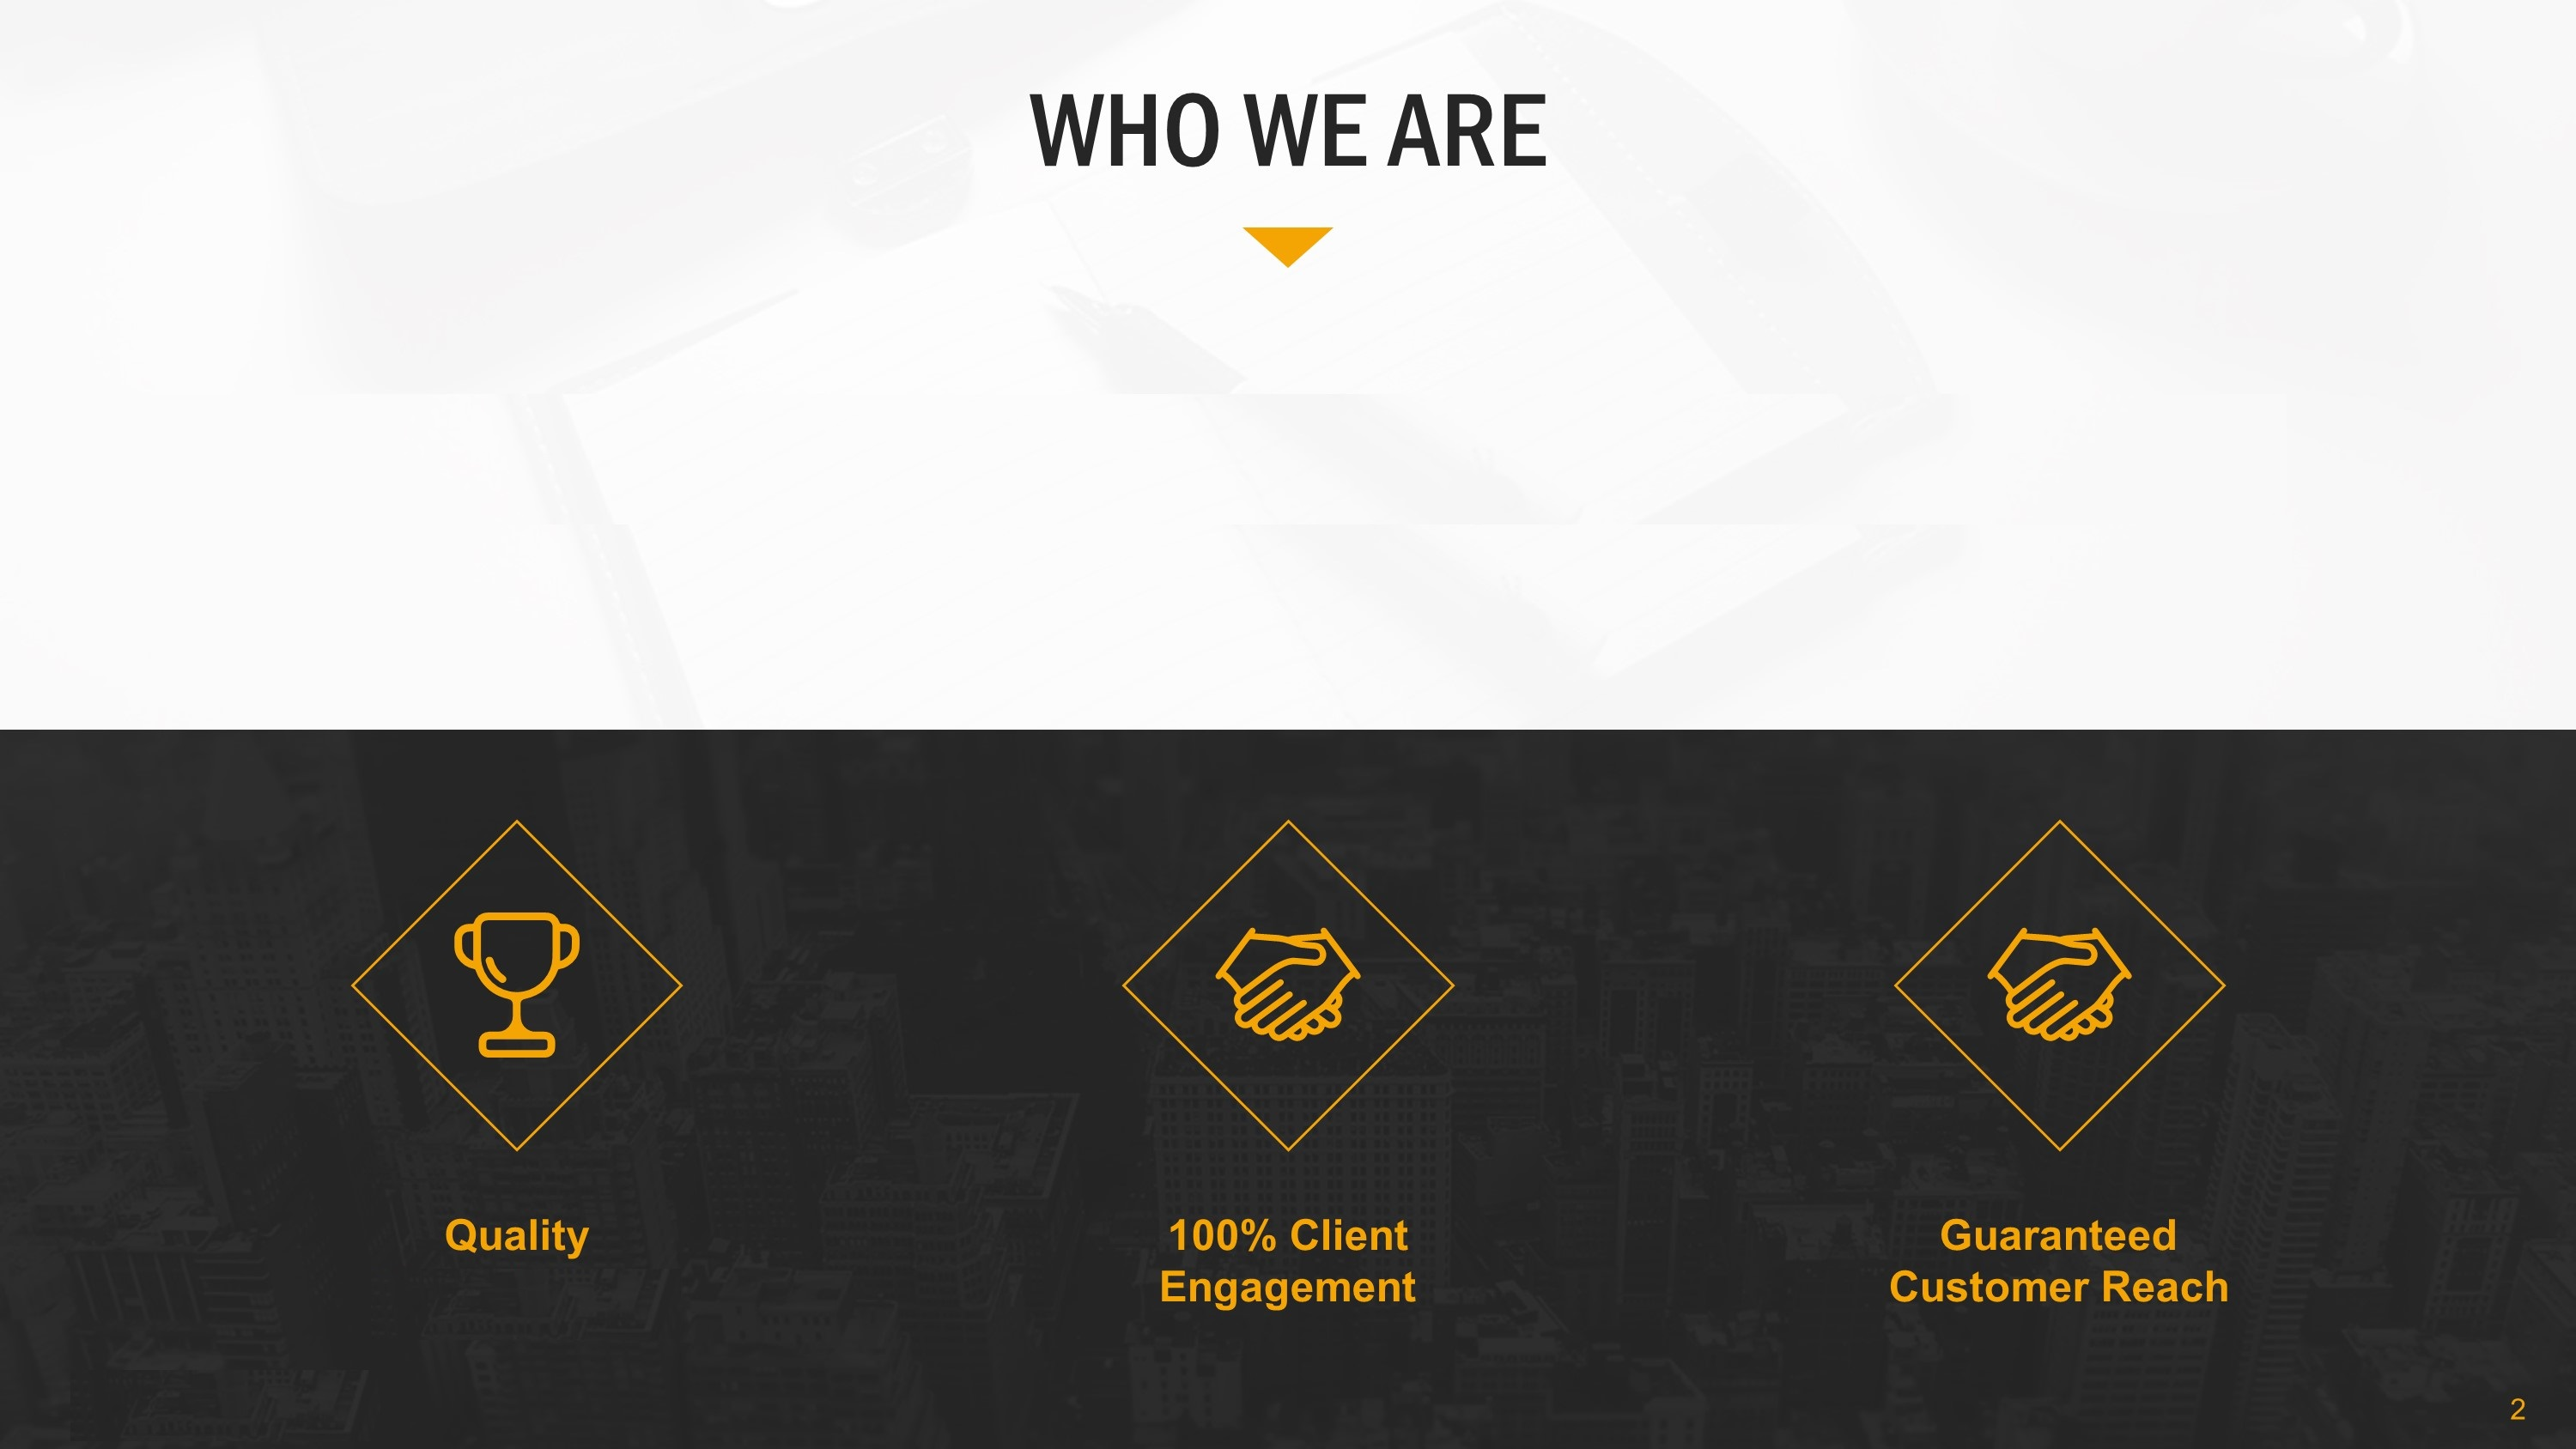 WHO WE ARE
Quality
100% Client
Engagement
Guaranteed
Customer Reach
2